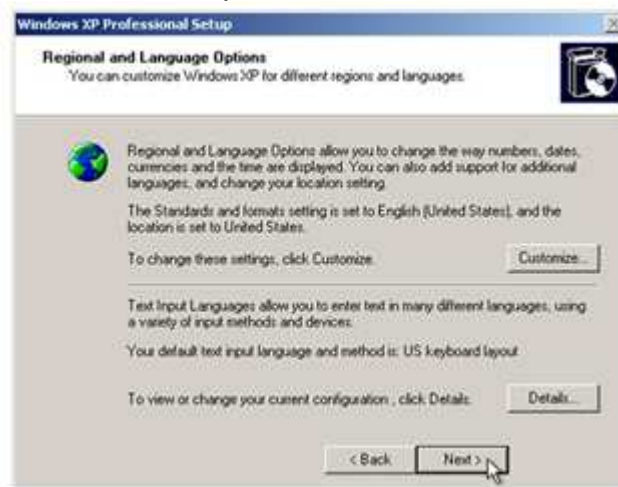 Windows XP Professional Setup
Regional and Language Options
You can customize Windows XP for different regions and languages.
Regional and Language Options allow you to change the way numbers, dates,
currencies and the time are displayed. You can also add support for additional
languages, and change your location setting.
The Standards and formats setting is set to English (United States), and the
location is set to United States.
To change these settings, click Customize.
Customize...
Text Input Languages allow you to enter text in many different languages, using
a variety of input methods and devices.
Your default text input language and method is: US keyboard layout
To view or change your current configuration , click Details.
Details...
< Back
Next >